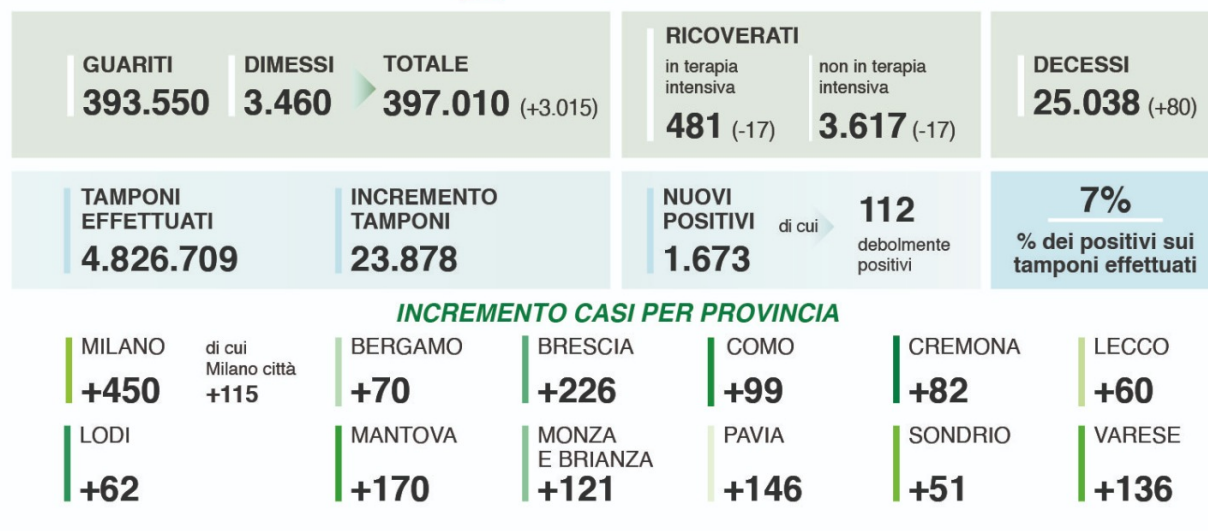 GUARITI
393.550
DIMESSI
3.460
TOTALE
397.010 (+3.015)
RICOVERATI
in terapia
intensiva
481 (-17)
non in terapia
intensiva
3.617 (-17)
DECESSI
25.038 (+80)
TAMPONI
EFFETTUATI
4.826.709
INCREMENTO
TAMPONI
23.878
NUOVI
POSITIVI
1.673
di cui
112
debolmente
positivi
7%
% dei positivi sui
tamponi effettuati
INCREMENTO CASI PER PROVINCIA
MILANO
+450
di cui
Milano città
+115
BERGAMO
+70
BRESCIA
+226
COMO
+99
CREMONA
+82
LECCO
+60
LODI
+62
MANTOVA
+170
MONZA
E BRIANZA
+121
PAVIA
+146
SONDRIO
+51
VARESE
+136